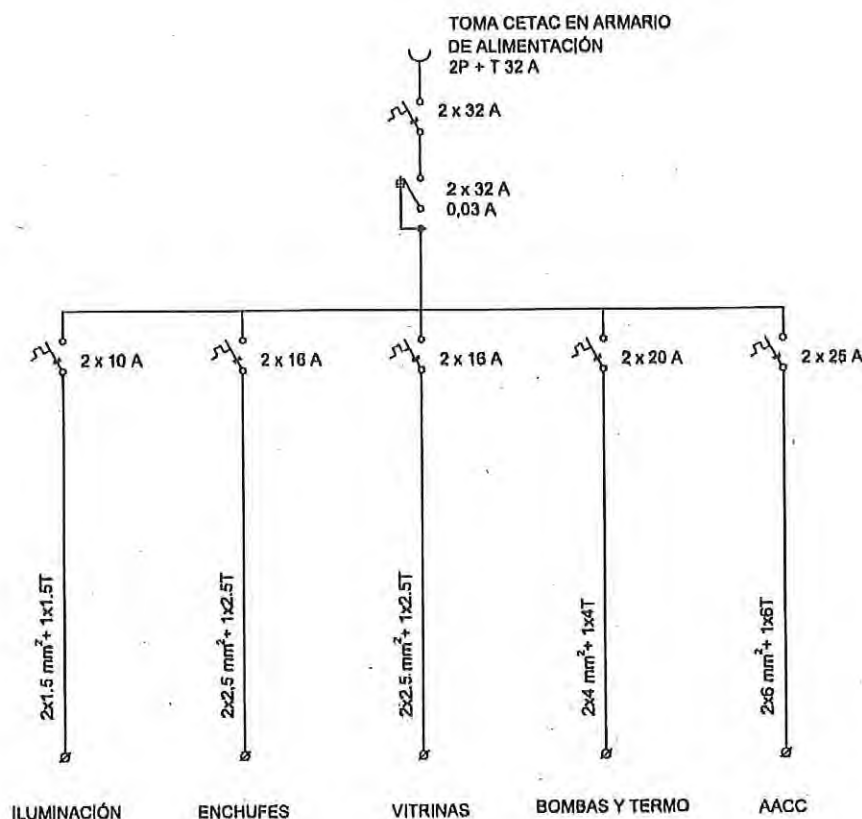 TOMA CETAC EN ARMARIO
DE ALIMENTACIÓN
2P + T 32 A
2 x 32 A
2 x 32 A
0,03 A
2 x 10 A
2 x 16 A
2 x 16 A
2 x 20 A
2 x 25 A
2x1.5 mm²+ 1x1.5T
2x2,5 mm²+ 1x2.5T
2x2.5 mm²+ 1x2.5T
2x4 mm²+ 1x4T
2x6 mm²+ 1x6T
ILUMINACIÓN
ENCHUFES
VITRINAS
BOMBAS Y TERMO
AACC